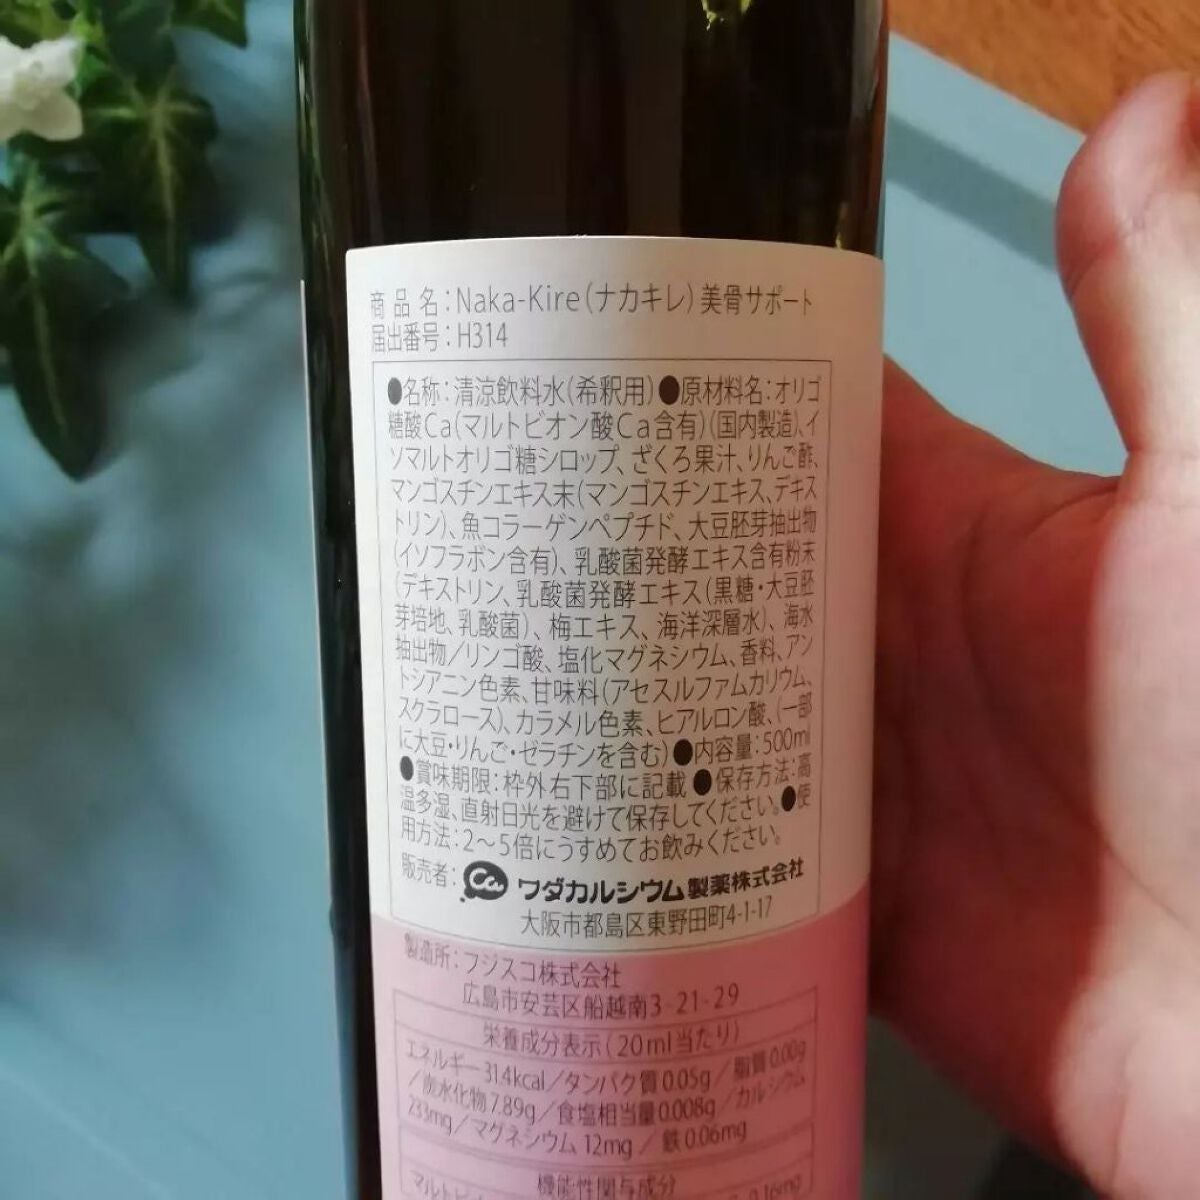 商品名:Naka-Kire(ナカキレ)美骨サポート
届出番号:H314
●名称:清涼飲料水(希釈用)●原材料名:オリゴ
糖酸Ca(マルトビオン酸Ca含有)(国内製造)、イ
ソマルトオリゴ糖シロップ、ざくろ果汁、りんご酢、
マンゴスチンエキス末(マンゴスチンエキス、デキス
トリン)、魚コラーゲンペプチド、大豆胚芽抽出物
(イソフラボン含有)、乳酸菌発酵エキス含有粉末
(デキストリン、乳酸菌発酵エキス(黒糖・大豆胚
芽培地、乳酸菌)、梅エキス、海洋深層水)、海水
抽出物/リンゴ酸、塩化マグネシウム、香料、アン
トシアニン色素、甘味料(アセスルファムカリウム、
スクラロース)、カラメル色素、ヒアルロン酸、(一部
に大豆・りんご・ゼラチンを含む)●内容量:500ml
●賞味期限:枠外右下部に記載●保存方法:高
温多湿、直射日光を避けて保存してください。●使
用方法:2〜5倍にうすめてお飲みください。
販売者:Ca ワダカルシウム製薬株式会社
大阪市都島区東野田町4-1-17
製造所:フジスコ株式会社
広島市安芸区船越南3-21-29
栄養成分表示(20ml当たり)
エネルギー31.4kcal/タンパク質0.05g/脂質0.00g
/炭水化物7.89g/食塩相当量0.008g/カルシウム
233mg/マグネシウム12mg/鉄0.06mg
機能性関与成分
マルトビ 0.16mg